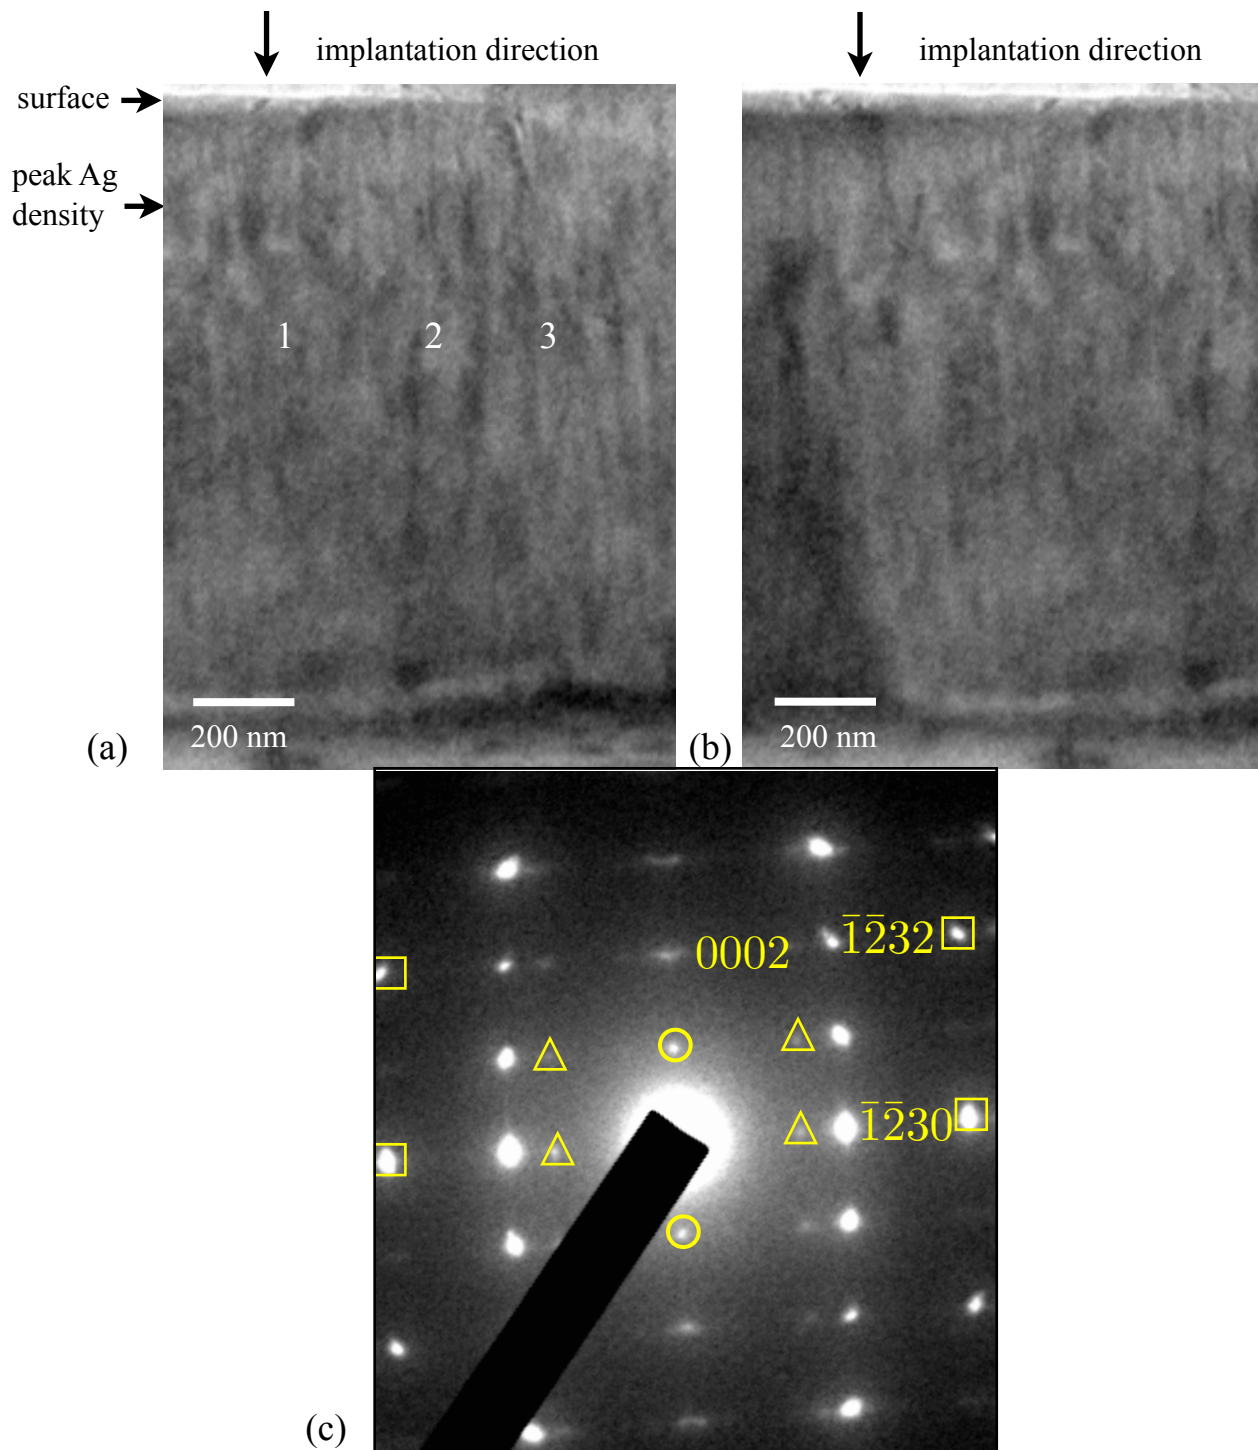 implantation direction
implantation direction
surface
peak Ag
density
1
2
3
200 nm
200 nm
(a)
(b)
0002
1̄2̄32
1̄2̄30
(c)